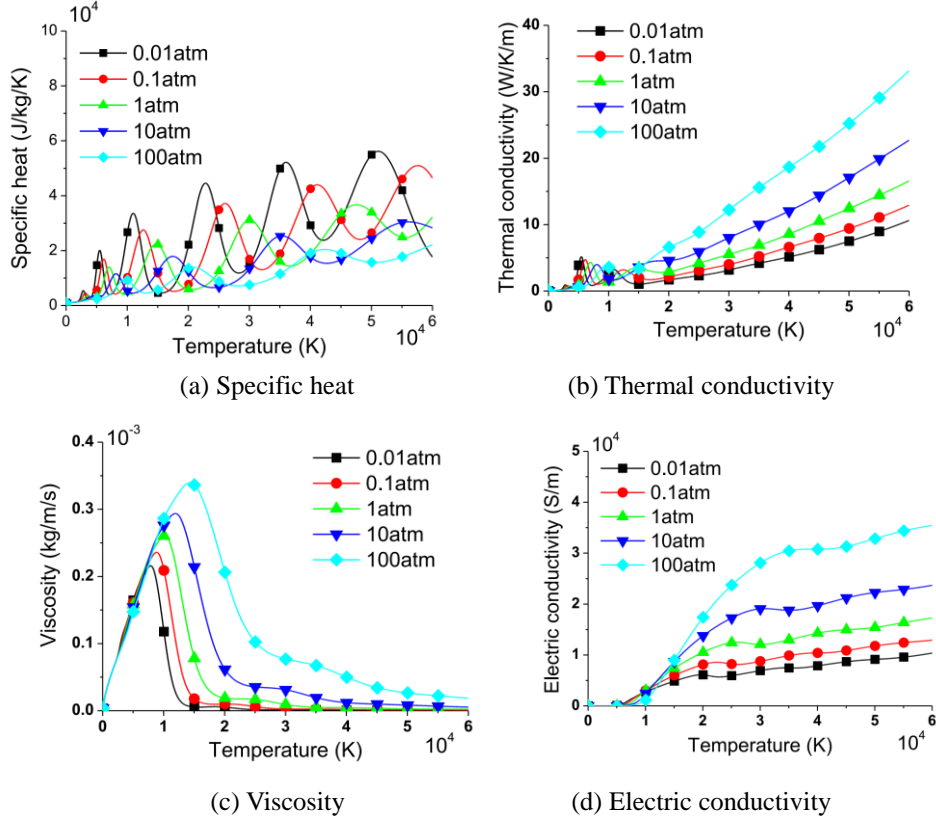 10^4
10
8
6
4
2
0
0 1 2 3 4 5 6
Specific heat (J/kg/K)
0.01atm
0.1atm
1atm
10atm
100atm
Temperature (K)
10^4
(a) Specific heat
40
30
20
10
0
0 1 2 3 4 5 6
Thermal conductivity (W/K/m)
0.01atm
0.1atm
1atm
10atm
100atm
Temperature (K)
10^4
(b) Thermal conductivity
10^-3
0.4
0.3
0.2
0.1
0.0
0 1 2 3 4 5 6
Viscosity (kg/m/s)
0.01atm
0.1atm
1atm
10atm
100atm
Temperature (K)
10^4
(c) Viscosity
10^4
5
4
3
2
1
0
0 1 2 3 4 5 6
Electric conductivity (S/m)
0.01atm
0.1atm
1atm
10atm
100atm
Temperature (K)
10^4
(d) Electric conductivity